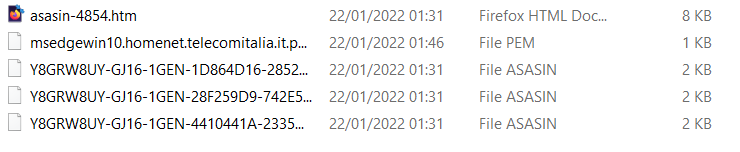 asasin-4854.htm 22/01/2022 01:31 Firefox HTML Doc... 8 KB
msedgewin10.homenet.telecomitalia.it.p... 22/01/2022 01:46 File PEM 1 KB
Y8GRW8UY-GJ16-1GEN-1D864D16-2852... 22/01/2022 01:31 File ASASIN 2 KB
Y8GRW8UY-GJ16-1GEN-28F259D9-742E5... 22/01/2022 01:31 File ASASIN 2 KB
Y8GRW8UY-GJ16-1GEN-4410441A-2335... 22/01/2022 01:31 File ASASIN 2 KB